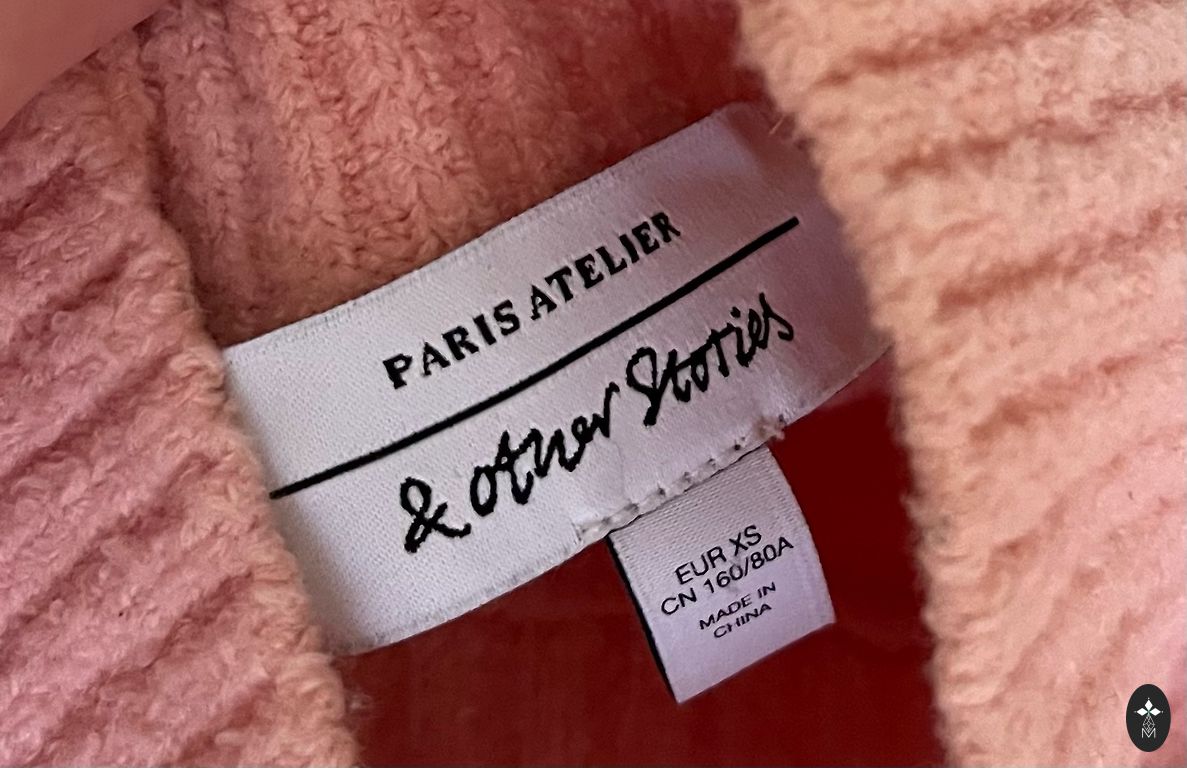 PARIS ATELIER
& other Stories
EUR XS
CN 160/80A
MADE IN
CHINA